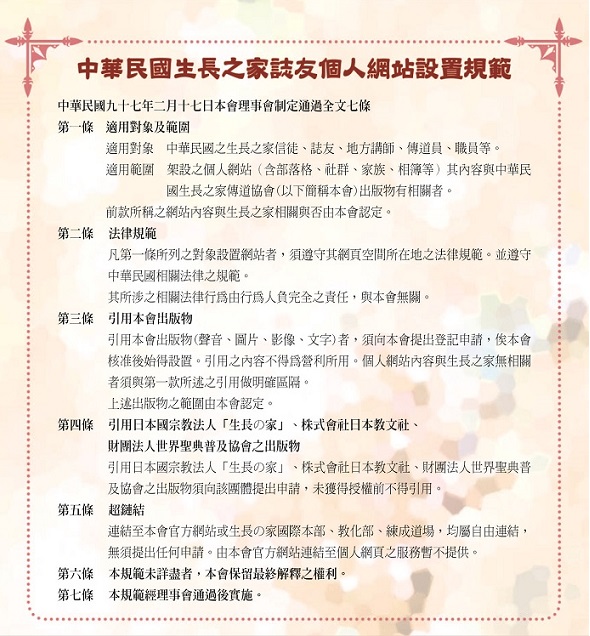 中華民國生長之家誌友個人網站設置規範
中華民國九十七年二月十七日本會理事會制定通過全文七條
第一條　適用對象及範圍
適用對象　中華民國之生長之家信徒、誌友、地方講師、傳道員、職員等。
適用範圍　架設之個人網站（含部落格、社群、家族、相簿等）其內容與中華民
國生長之家傳道協會(以下簡稱本會)出版物有相關者。
前款所稱之網站內容與生長之家相關與否由本會認定。
第二條　法律規範
凡第一條所列之對象設置網站者，須遵守其網頁空間所在地之法律規範。並遵守
中華民國相關法律之規範。
其所涉之相關法律行為由行為人負完全之責任，與本會無關。
第三條　引用本會出版物
引用本會出版物(聲音、圖片、影像、文字)者，須向本會提出登記申請，俟本會
核准後始得設置。引用之內容不得為營利所用。個人網站內容與生長之家無相關
者須與第一款所述之引用做明確區隔。
上述出版物之範圍由本會認定。
第四條　引用日本國宗教法人「生長の家」、株式會社日本教文社、
財團法人世界聖典普及協會之出版物
引用日本國宗教法人「生長の家」、株式會社日本教文社、財團法人世界聖典普
及協會之出版物須向該團體提出申請，未獲得授權前不得引用。
第五條　超鏈結
連結至本會官方網站或生長の家國際本部、教化部、練成道場，均屬自由連結，
無須提出任何申請。由本會官方網站連結至個人網頁之服務暫不提供。
第六條　本規範未詳盡者，本會保留最終解釋之權利。
第七條　本規範經理事會通過後實施。